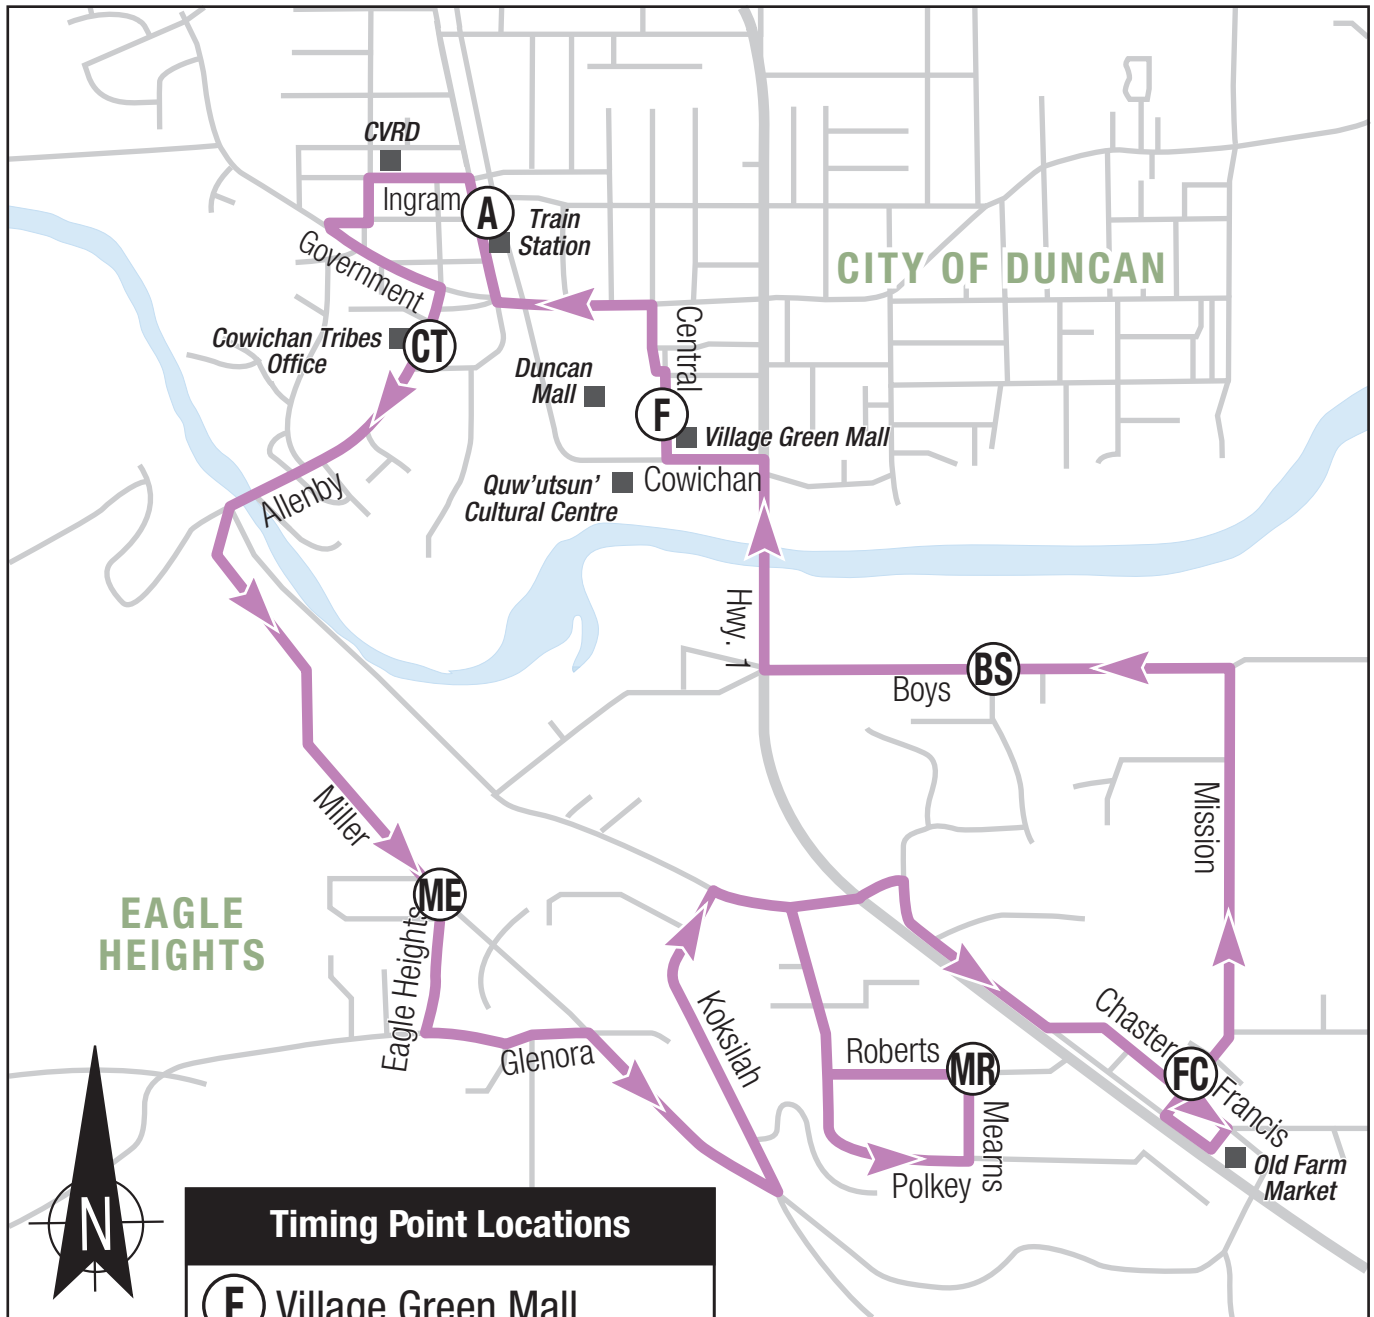 CVRD
Ingram
A
Train
Station
Government
CITY OF DUNCAN
Central
Cowichan Tribes
Office
CT
Duncan
Mall
F
Village Green Mall
Allenby
Quw'utsun'
Cultural Centre
Cowichan
Hwy. 1
BS
Boys
Miller
Mission
ME
EAGLE
HEIGHTS
Eagle Heights
Glenora
Koksilah
Chaster
Roberts
MR
FC
Francis
Mearns
Polkey
Old Farm
Market
N
Timing Point Locations
F Village Green Mall